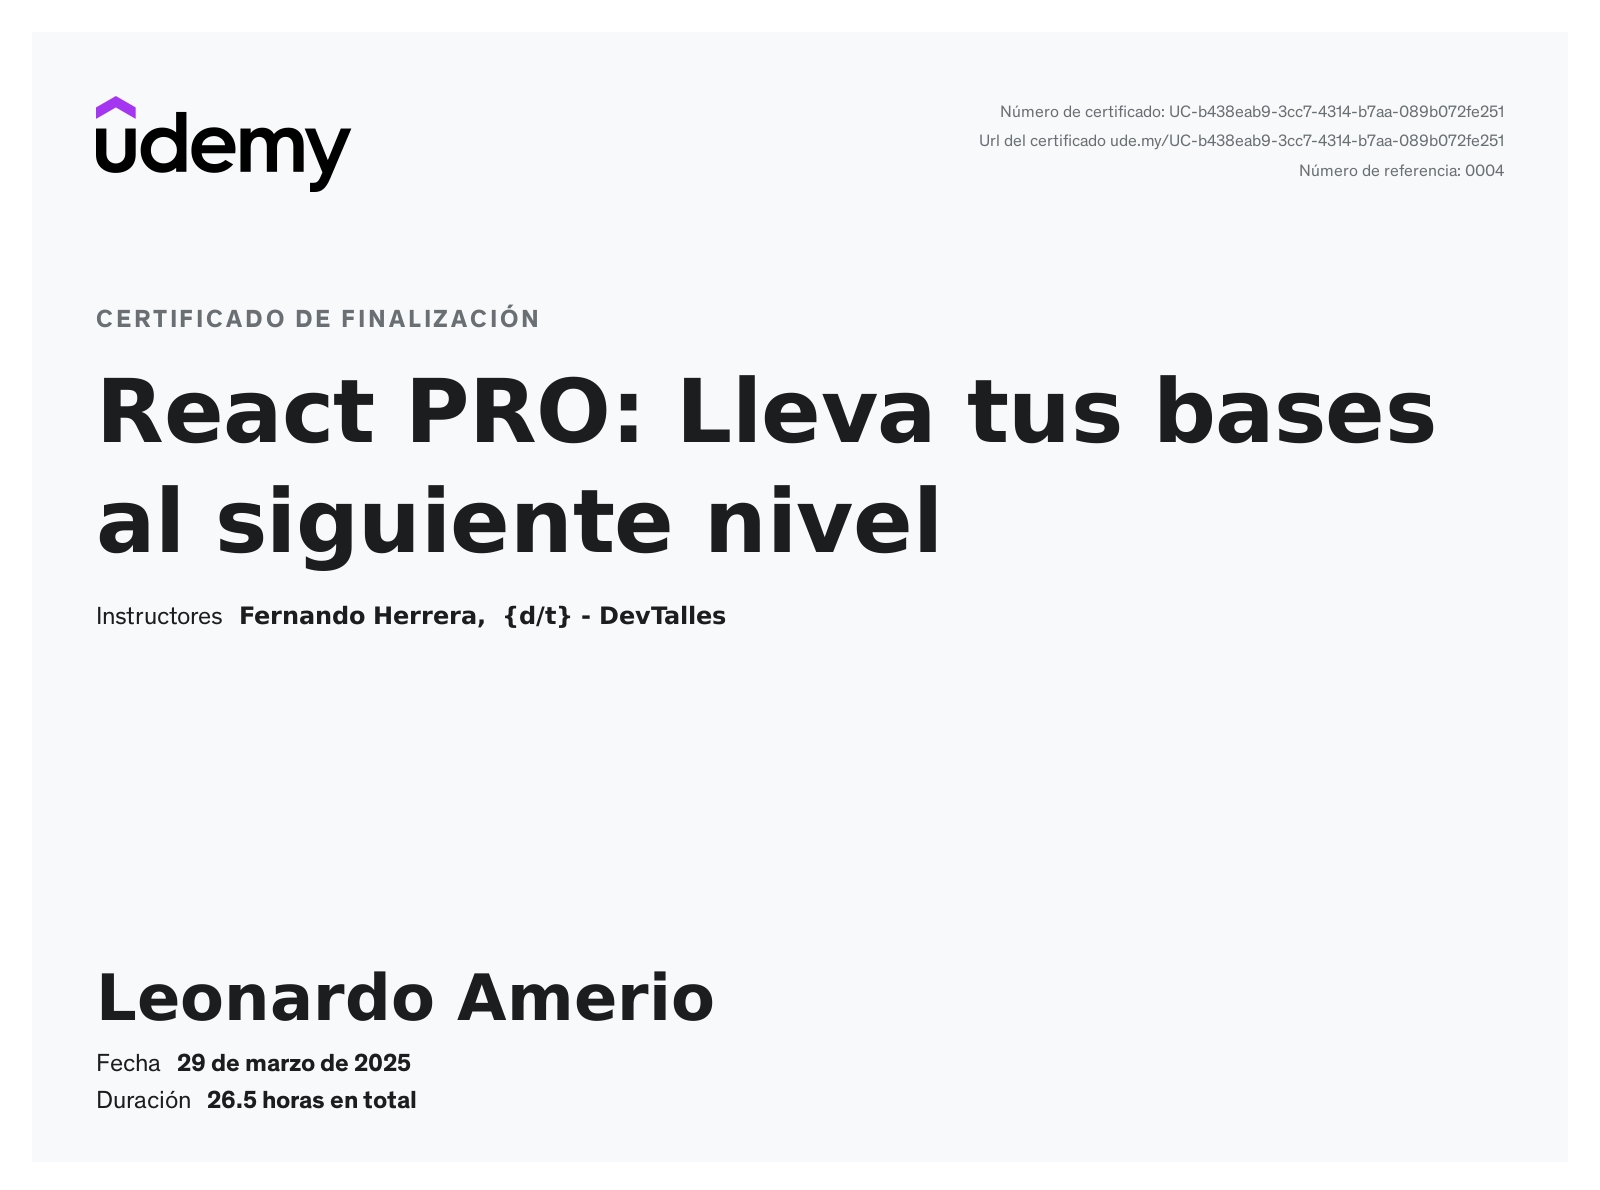 udemy
Número de certificado: UC-b438eab9-3cc7-4314-b7aa-089b072fe251
Url del certificado ude.my/UC-b438eab9-3cc7-4314-b7aa-089b072fe251
Número de referencia: 0004
CERTIFICADO DE FINALIZACIÓN
React PRO: Lleva tus bases
al siguiente nivel
Instructores Fernando Herrera, {d/t} - DevTalles
Leonardo Amerio
Fecha 29 de marzo de 2025
Duración 26.5 horas en total